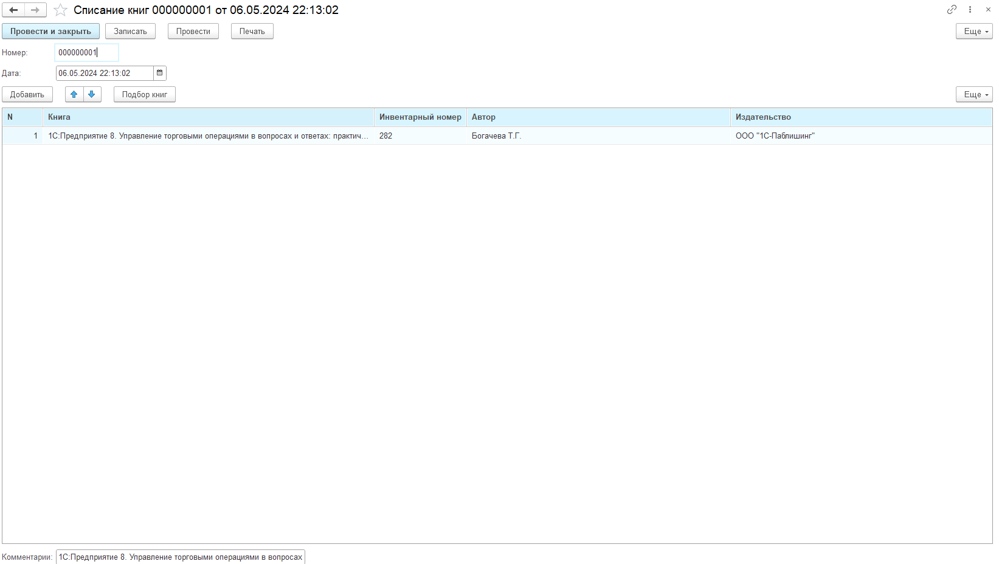 Списание книг 000000001 от 06.05.2024 22:13:02
Провести и закрыть Записать Провести Печать Еще
Номер: 000000001
Дата: 06.05.2024 22:13:02
Добавить Подбор книг Еще
N Книга Инвентарный номер Автор Издательство
1 1С:Предприятие 8. Управление торговыми операциями в вопросах и ответах: практич... 282 Богачева Т.Г. ООО "1С-Паблишинг"
Комментарии: 1С:Предприятие 8. Управление торговыми операциями в вопросах